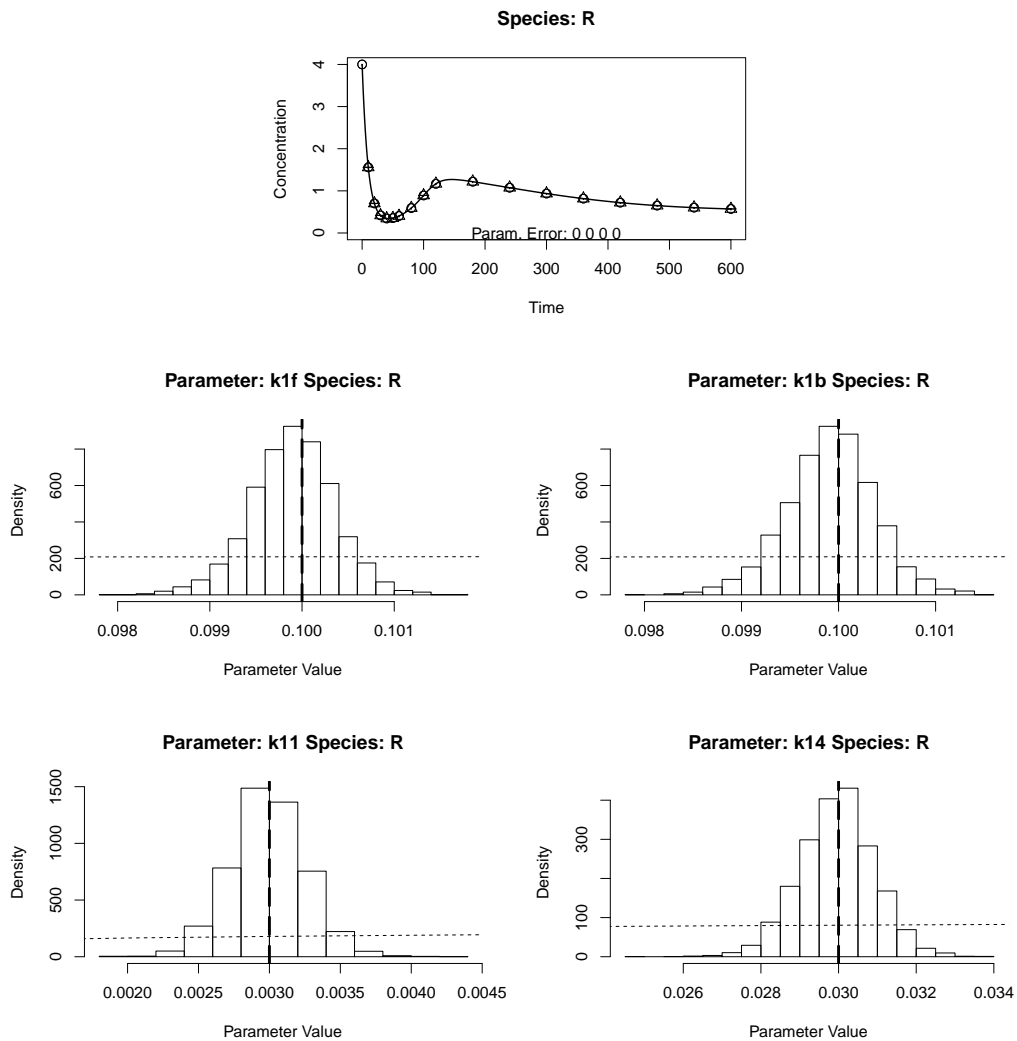 Species: R
Concentration
4
3
2
1
0
Param. Error: 0 0 0 0
0 100 200 300 400 500 600
Time
Parameter: k1f Species: R
Density
600
200
0
0.098 0.099 0.100 0.101
Parameter Value
Parameter: k1b Species: R
Density
600
200
0
0.098 0.099 0.100 0.101
Parameter Value
Parameter: k11 Species: R
Density
1500
1000
500
0
0.0020 0.0025 0.0030 0.0035 0.0040 0.0045
Parameter Value
Parameter: k14 Species: R
Density
300
100
0
0.026 0.028 0.030 0.032 0.034
Parameter Value